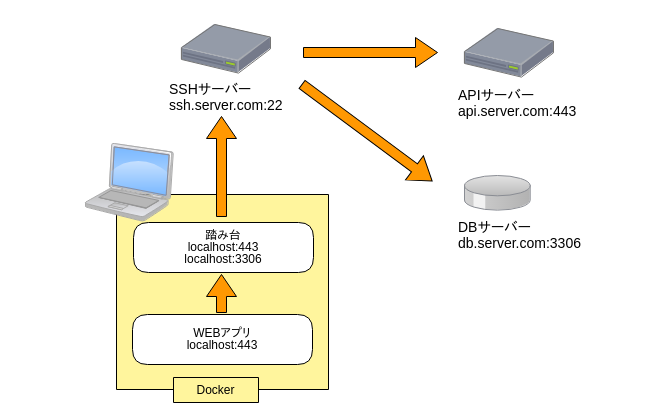 SSHサーバー
ssh.server.com:22
APIサーバー
api.server.com:443
DBサーバー
db.server.com:3306
踏み台
localhost:443
localhost:3306
WEBアプリ
localhost:443
Docker